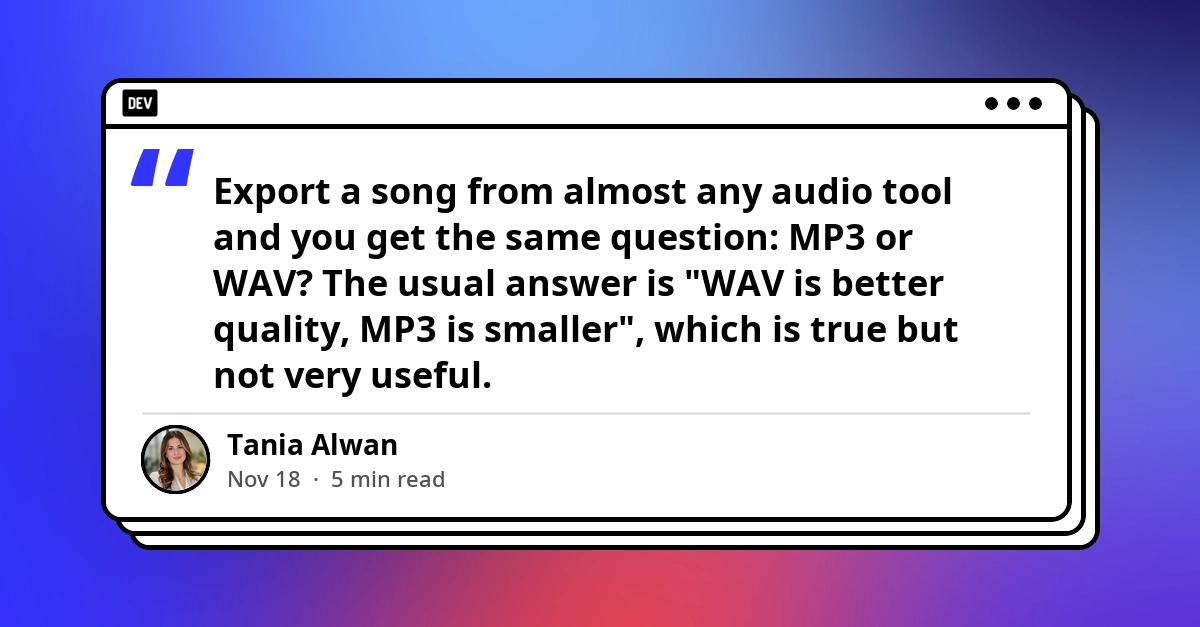 DEV
“
Export a song from almost any audio tool
and you get the same question: MP3 or
WAV? The usual answer is "WAV is better
quality, MP3 is smaller", which is true but
not very useful.
Tania Alwan
Nov 18 · 5 min read